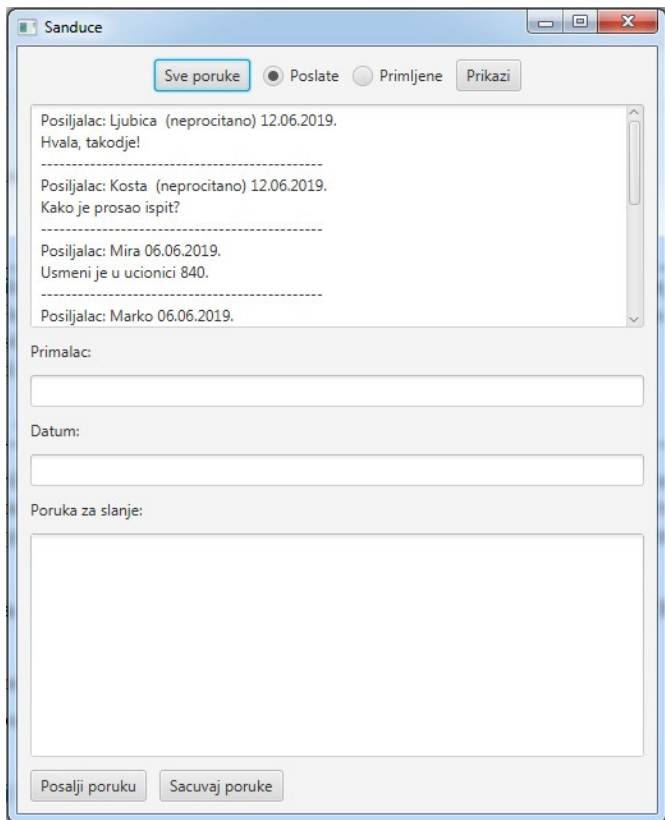 Sanduce
Sve poruke Poslate Primljene Prikazi
Posiljalac: Ljubica  (neprocitano) 12.06.2019.
Hvala, takodje!
----------------------------------------------
Posiljalac: Kosta  (neprocitano) 12.06.2019.
Kako je prosao ispit?
----------------------------------------------
Posiljalac: Mira 06.06.2019.
Usmeni je u ucionici 840.
----------------------------------------------
Posiljalac: Marko 06.06.2019.
Primalac:
Datum:
Poruka za slanje:
Posalji poruku Sacuvaj poruke